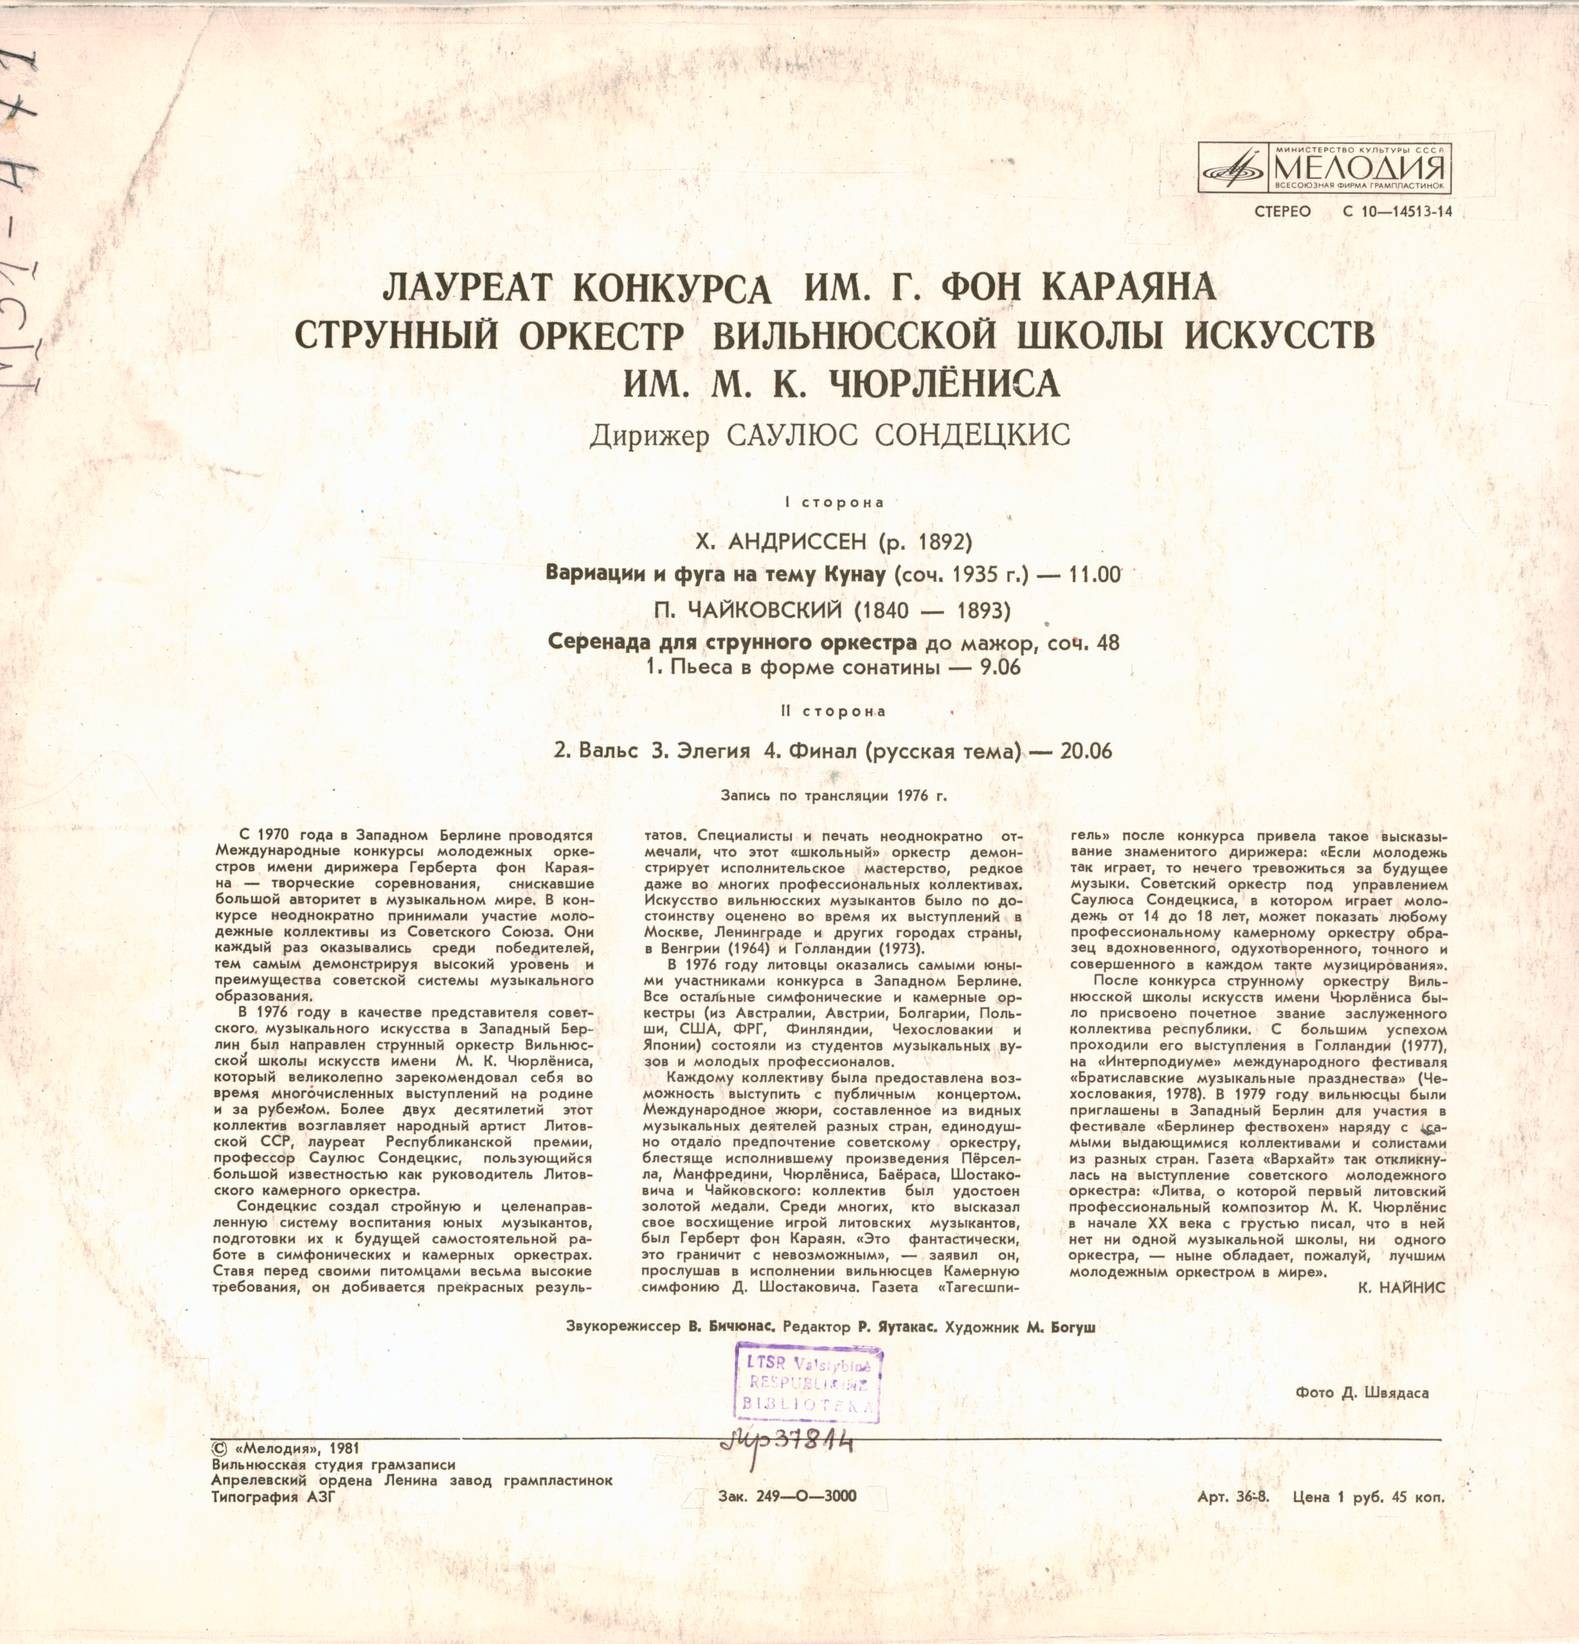 МИНИСТЕРСТВО КУЛЬТУРЫ СССР
МЕЛОДИЯ
ВСЕСОЮЗНАЯ ФИРМА ГРАМПЛАСТИНОК
СТЕРЕО С 10—14513-14
ЛАУРЕАТ КОНКУРСА ИМ. Г. ФОН КАРАЯНА
СТРУННЫЙ ОРКЕСТР ВИЛЬНЮССКОЙ ШКОЛЫ ИСКУССТВ
ИМ. М. К. ЧЮРЛЁНИСА
Дирижер САУЛЮС СОНДЕЦКИС
I сторона
Х. АНДРИССЕН (р. 1892)
Вариации и фуга на тему Кунау (соч. 1935 г.) — 11.00
П. ЧАЙКОВСКИЙ (1840 — 1893)
Серенада для струнного оркестра до мажор, соч. 48
1. Пьеса в форме сонатины — 9.06
II сторона
2. Вальс 3. Элегия 4. Финал (русская тема) — 20.06
Запись по трансляции 1976 г.
С 1970 года в Западном Берлине проводятся
Международные конкурсы молодежных орке-
стров имени дирижера Герберта фон Карая-
на — творческие соревнования, снискавшие
большой авторитет в музыкальном мире. В кон-
курсе неоднократно принимали участие моло-
дежные коллективы из Советского Союза. Они
каждый раз оказывались среди победителей,
тем самым демонстрируя высокий уровень и
преимущества советской системы музыкального
образования.
В 1976 году в качестве представителя совет-
ского музыкального искусства в Западный Бер-
лин был направлен струнный оркестр Вильнюс-
ской школы искусств имени М. К. Чюрлёниса,
который великолепно зарекомендовал себя во
время многочисленных выступлений на родине
и за рубежом. Более двух десятилетий этот
коллектив возглавляет народный артист Литов-
ской ССР, лауреат Республиканской премии,
профессор Саулюс Сондецкис, пользующийся
большой известностью как руководитель Литов-
ского камерного оркестра.
Сондецкис создал стройную и целенаправ-
ленную систему воспитания юных музыкантов,
подготовки их к будущей самостоятельной ра-
боте в симфонических и камерных оркестрах.
Ставя перед своими питомцами весьма высокие
требования, он добивается прекрасных резуль-
татов. Специалисты и печать неоднократно от-
мечали, что этот «школьный» оркестр демон-
стрирует исполнительское мастерство, редкое
даже во многих профессиональных коллективах.
Искусство вильнюсских музыкантов было по до-
стоинству оценено во время их выступлений в
Москве, Ленинграде и других городах страны,
в Венгрии (1964) и Голландии (1973).
В 1976 году литовцы оказались самыми юны-
ми участниками конкурса в Западном Берлине.
Все остальные симфонические и камерные ор-
кестры (из Австралии, Австрии, Болгарии, Поль-
ши, США, ФРГ, Финляндии, Чехословакии и
Японии) состояли из студентов музыкальных ву-
зов и молодых профессионалов.
Каждому коллективу была предоставлена воз-
можность выступить с публичным концертом.
Международное жюри, составленное из видных
музыкальных деятелей разных стран, единодуш-
но отдало предпочтение советскому оркестру,
блестяще исполнившему произведения Пёрсел-
ла, Манфредини, Чюрлёниса, Баёраса, Шостако-
вича и Чайковского: коллектив был удостоен
золотой медали. Среди многих, кто высказал
свое восхищение игрой литовских музыкантов,
был Герберт фон Караян. «Это фантастически,
это граничит с невозможным», — заявил он,
прослушав в исполнении вильнюсцев Камерную
симфонию Д. Шостаковича. Газета «Тагесшпи-
гель» после конкурса привела такое высказы-
вание знаменитого дирижера: «Если молодежь
так играет, то нечего тревожиться за будущее
музыки. Советский оркестр под управлением
Саулюса Сондецкиса, в котором играет моло-
дежь от 14 до 18 лет, может показать любому
профессиональному камерному оркестру обра-
зец вдохновенного, одухотворенного, точного и
совершенного в каждом такте музицирования».
После конкурса струнному оркестру Виль-
нюсской школы искусств имени Чюрлёниса бы-
ло присвоено почетное звание заслуженного
коллектива республики. С большим успехом
проходили его выступления в Голландии (1977),
на «Интерподиуме» международного фестиваля
«Братиславские музыкальные празднества» (Че-
хословакия, 1978). В 1979 году вильнюсцы были
приглашены в Западный Берлин для участия в
фестивале «Берлинер фествохен» наряду с са-
мыми выдающимися коллективами и солистами
из разных стран. Газета «Вархайт» так откликну-
лась на выступление советского молодежного
оркестра: «Литва, о которой первый литовский
профессиональный композитор М. К. Чюрлёнис
в начале XX века с грустью писал, что в ней
нет ни одной музыкальной школы, ни одного
оркестра, — ныне обладает, пожалуй, лучшим
молодежным оркестром в мире».
К. НАЙНИС
Звукорежиссер В. Бичюнас. Редактор Р. Яутакас. Художник М. Богуш
LTSR Valstybinė
RESPUBLIKINĖ
BIBLIOTEKA
Фото Д. Швядаса
Мр37814
© «Мелодия», 1981
Вильнюсская студия грамзаписи
Апрелевский ордена Ленина завод грампластинок
Типография АЗГ
Зак. 249—О—3000
Арт. 36-8. Цена 1 руб. 45 коп.